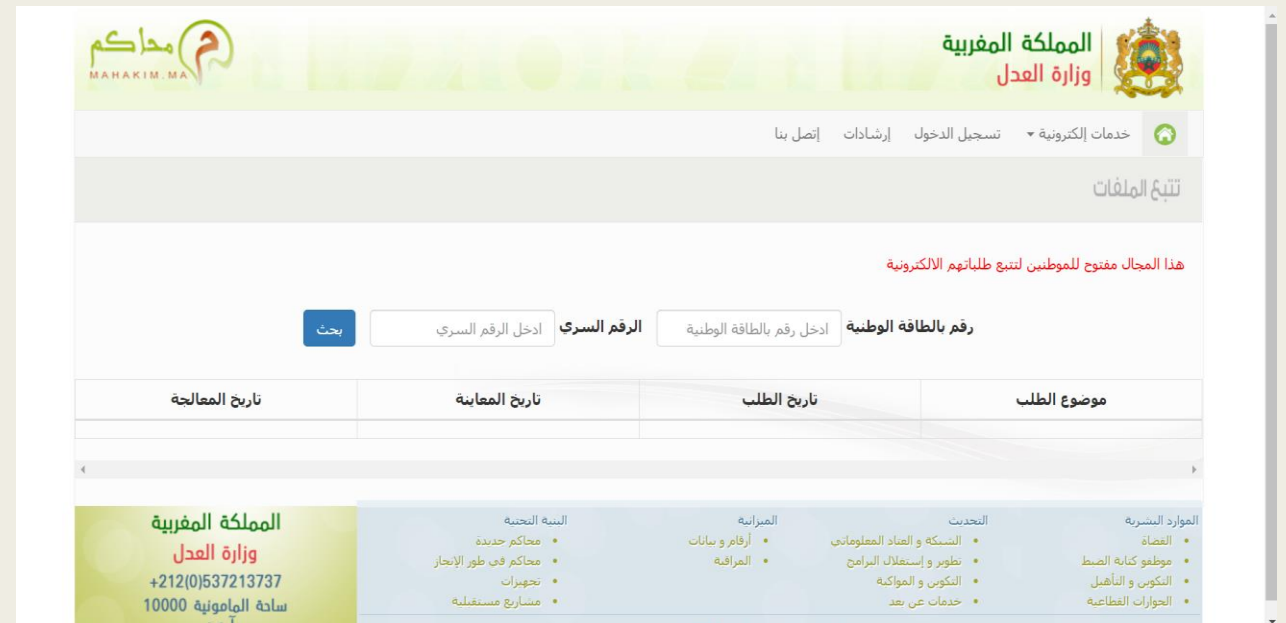 المملكة المغربية
وزارة العدل
محاكم
MAHAKIM.MA
خدمات إلكترونية
تسجيل الدخول
إرشادات
إتصل بنا
تتبع الملفات
هذا المجال مفتوح للموطنين لتتبع طلباتهم الالكترونية
رقم بالطاقة الوطنية
ادخل رقم بالطاقة الوطنية
الرقم السري
ادخل الرقم السري
بحث
موضوع الطلب
تاريخ الطلب
تاريخ المعاينة
تاريخ المعالجة
الموارد البشرية
القضاة
موظفو كتابة الضبط
التكوين و التأهيل
الحوارات القطاعية
التحديث
الشبكة و العتاد المعلوماتي
تطوير و إستغلال البرامج
التكوين و المواكبة
خدمات عن بعد
الميزانية
أرقام و بيانات
المراقبة
البنية التحتية
محاكم جديدة
محاكم في طور الإنجاز
تجهيزات
مشاريع مستقبلية
المملكة المغربية
وزارة العدل
+212(0)537213737
ساحة المامونية 10000